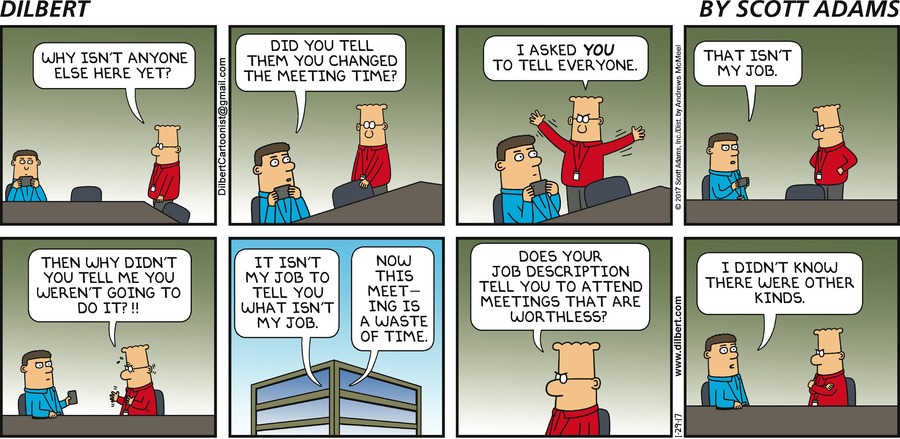 DILBERT
BY SCOTT ADAMS
WHY ISN'T ANYONE
ELSE HERE YET?
DilbertCartoonist@gmail.com
DID YOU TELL
THEM YOU CHANGED
THE MEETING TIME?
I ASKED YOU
TO TELL EVERYONE.
© 2017 Scott Adams, Inc./Dist. by Andrews McMeel
THAT ISN'T
MY JOB.
THEN WHY DIDN'T
YOU TELL ME YOU
WEREN'T GOING TO
DO IT?!!
IT ISN'T
MY JOB TO
TELL YOU
WHAT ISN'T
MY JOB.
NOW
THIS
MEET-
ING IS
A WASTE
OF TIME.
DOES YOUR
JOB DESCRIPTION
TELL YOU TO ATTEND
MEETINGS THAT ARE
WORTHLESS?
www.dilbert.com
1-29-17
I DIDN'T KNOW
THERE WERE OTHER
KINDS.